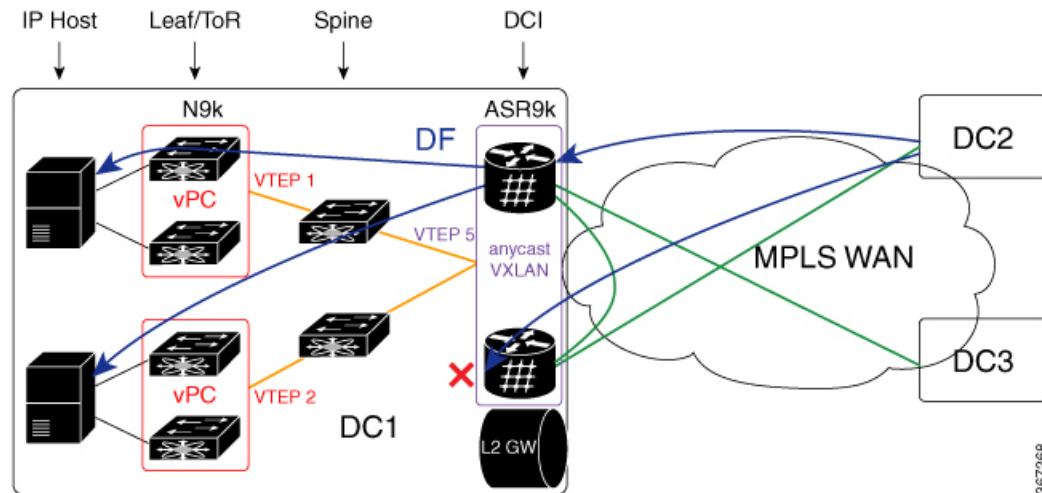 IP Host
Leaf/ToR
Spine
DCI
N9k
ASR9k
DF
DC2
vPC
VTEP 1
VTEP 5
anycast
VXLAN
MPLS WAN
vPC
VTEP 2
DC1
L2 GW
DC3
367268